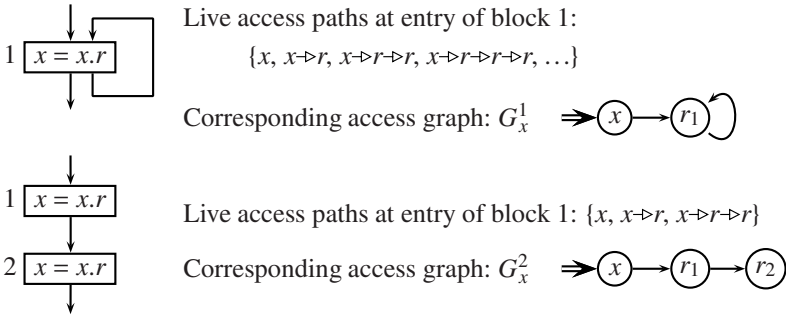 Live access paths at entry of block 1:
1 x = x.r {x, x→r, x→r→r, x→r→r→r, …}
Corresponding access graph: G_x^1 ⇒ x → r₁
1 x = x.r
Live access paths at entry of block 1: {x, x→r, x→r→r}
2 x = x.r
Corresponding access graph: G_x^2 ⇒ x → r₁ → r₂